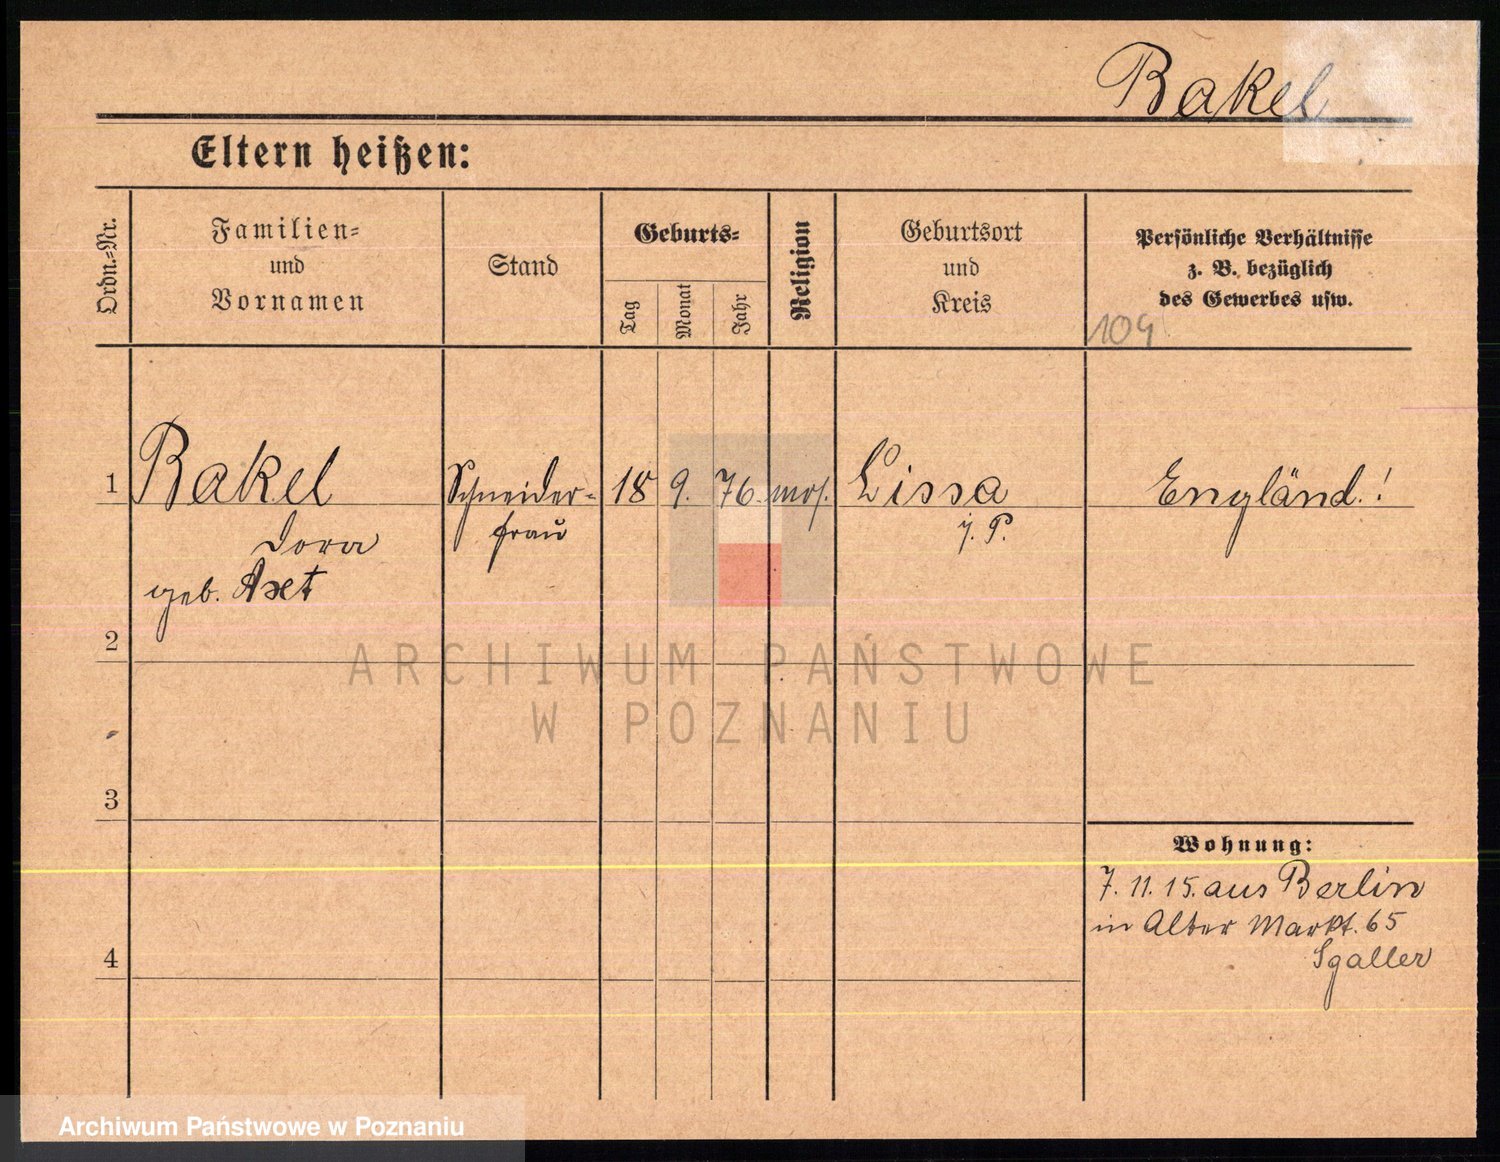 Bakel
Eltern heißen:
Ordn.-Nr.
Familien-
und
Vornamen
Stand
Geburts-
Tag
Monat
Jahr
Religion
Geburtsort
und
Kreis
Persönliche Verhältnisse
z. B. bezüglich
des Gewerbes usw.
109
1 Bakel Schneider- 18 9. 76. mos. Lissa Engländ.!
Dora frau i. P.
geb. Axt
2
ARCHIWUM PAŃSTWOWE
W POZNANIU
3
Wohnung:
7. 11. 15. aus Berlin
in Alter Markt. 65
4 Sgaller
Archiwum Państwowe w Poznaniu